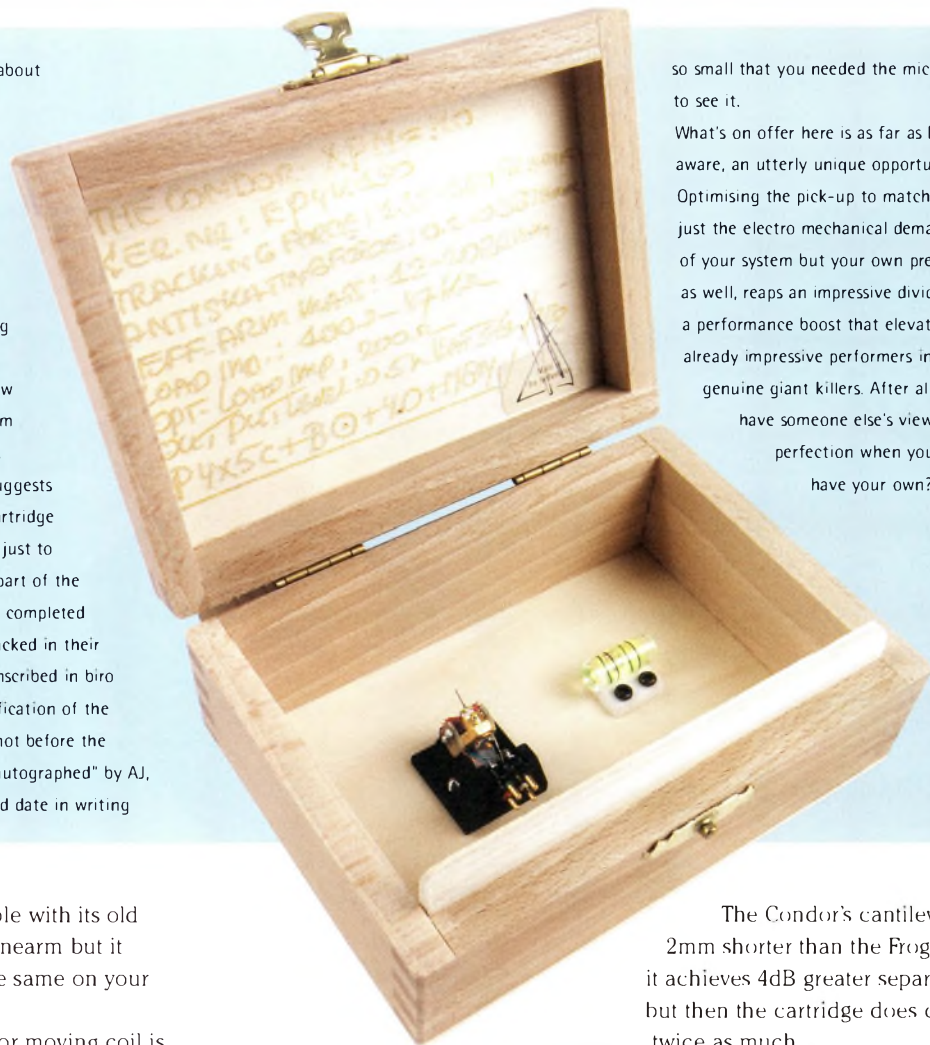 about
g
w
m
uggests
artridge
just to
part of the
completed
cked in their
nscribed in biro
fication of the
not before the
utographed" by AJ,
d date in writing
THE CONDOR XPM
TRACKING FORCE:
ANTISKATING FORCE:
EFF. ARM MASS:
LOAD IMP.
OPT. LOAD IMP.
so small that you needed the mic
to see it.
What's on offer here is as far as I
aware, an utterly unique opportu
Optimising the pick-up to match
just the electro mechanical dema
of your system but your own pre
as well, reaps an impressive divid
a performance boost that elevat
already impressive performers in
genuine giant killers. After al
have someone else's view
perfection when you
have your own?
ble with its old
nearm but it
e same on your
or moving coil is
The Condor's cantilev
2mm shorter than the Frog
it achieves 4dB greater separ
but then the cartridge does c
twice as much